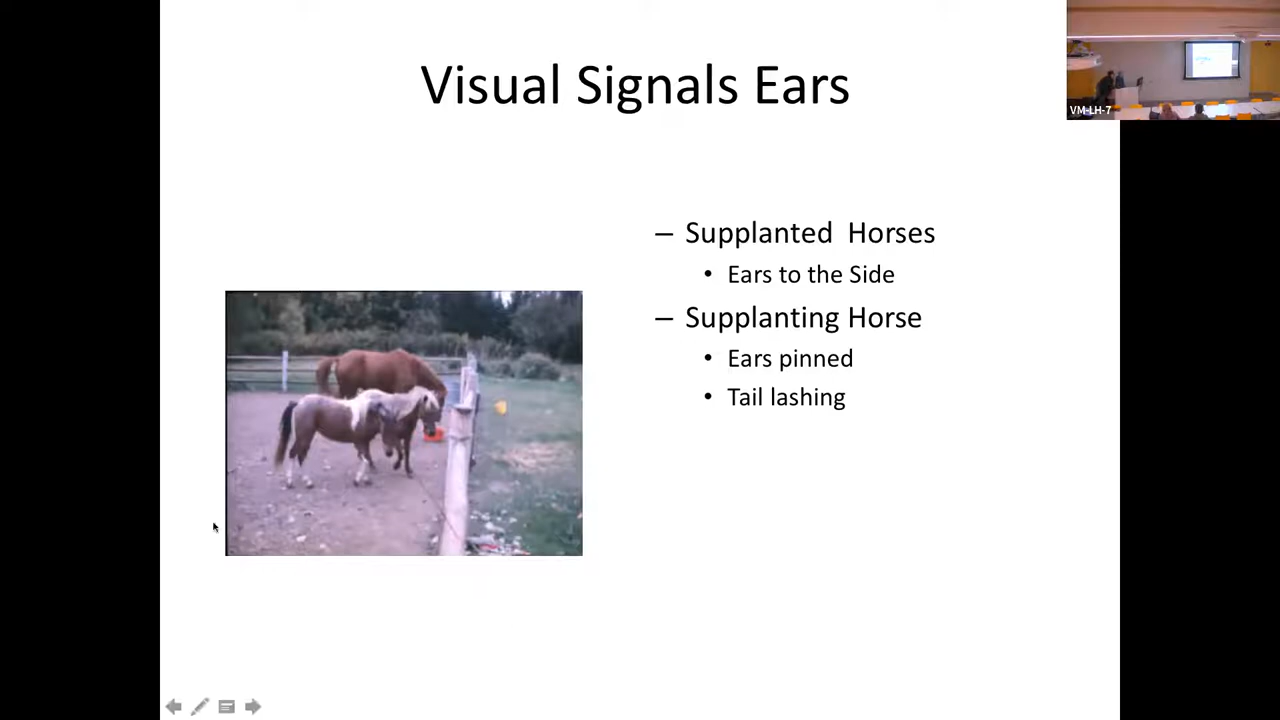 Visual Signals Ears
VM-LH-7
– Supplanted Horses
• Ears to the Side
– Supplanting Horse
• Ears pinned
• Tail lashing